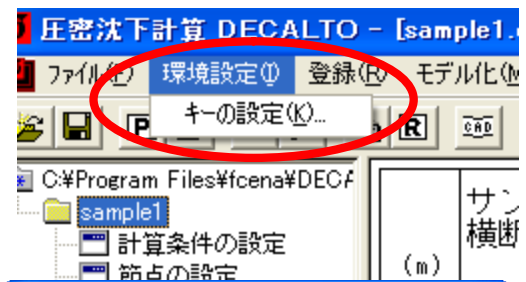 圧密沈下計算 DECALTO - [sample1.
ファイル(F) 環境設定(I) 登録(R) モデル化(M
キーの設定(K)...
P R CAD
C:¥Program Files¥fcena¥DECA
sample1
計算条件の設定
節点の設定
サン
横断
(m)